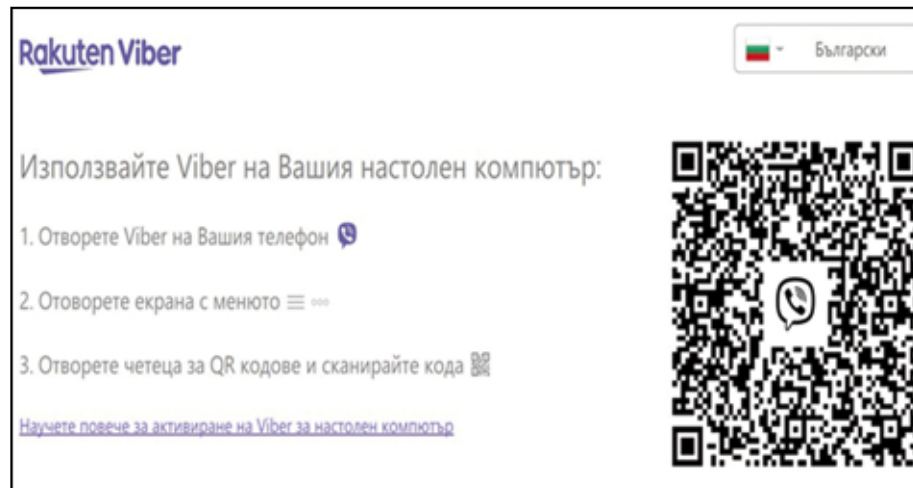 Rakuten Viber
Български
Използвайте Viber на Вашия настолен компютър:
1. Отворете Viber на Вашия телефон
2. Отоворете екрана с менюто
3. Отворете четеца за QR кодове и сканирайте кода
Научете повече за активиране на Viber за настолен компютър